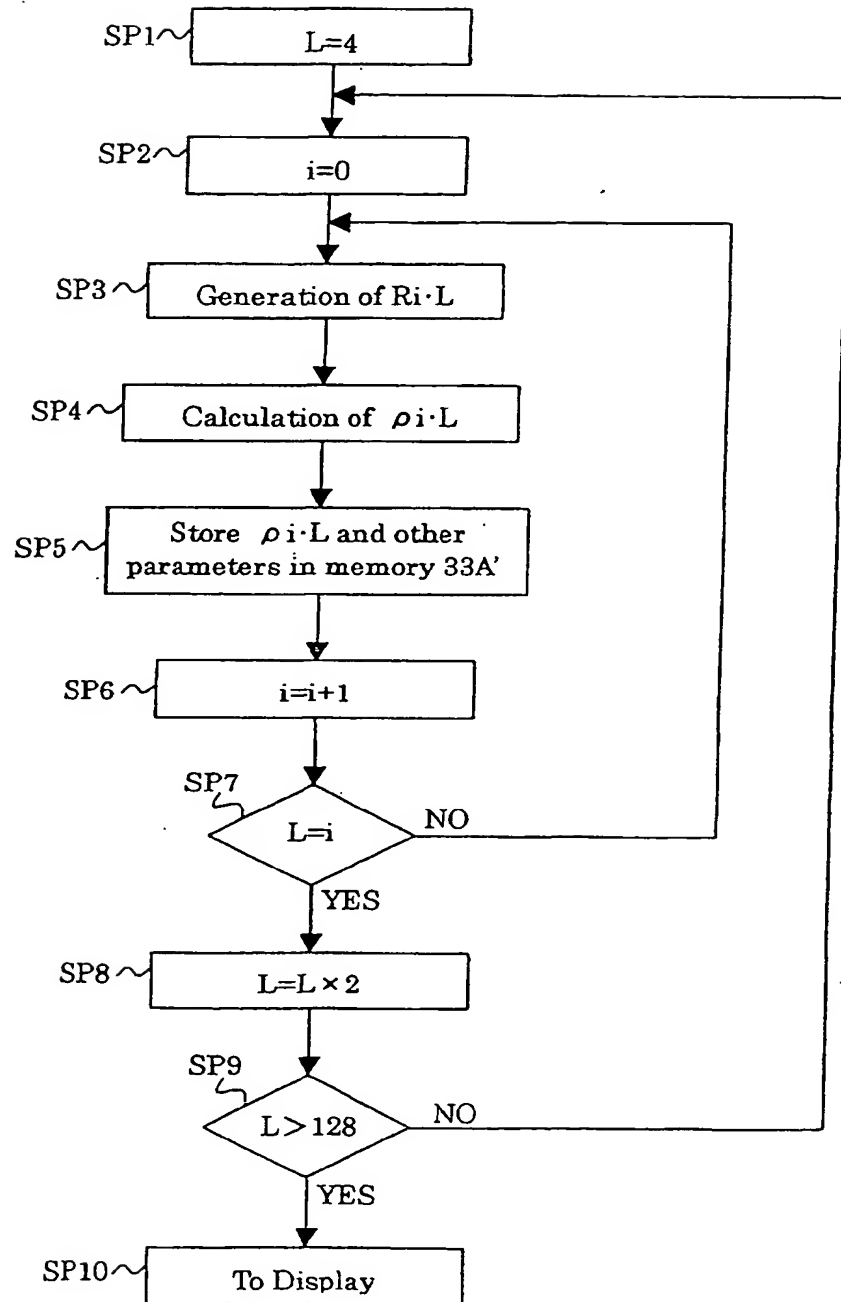 SP1
L=4
SP2
i=0
SP3
Generation of Ri·L
SP4
Calculation of ρi·L
SP5
Store ρi·L and other
parameters in memory 33A'
SP6
i=i+1
SP7
L=i
NO
YES
SP8
L=L×2
SP9
L>128
NO
YES
SP10
To Display